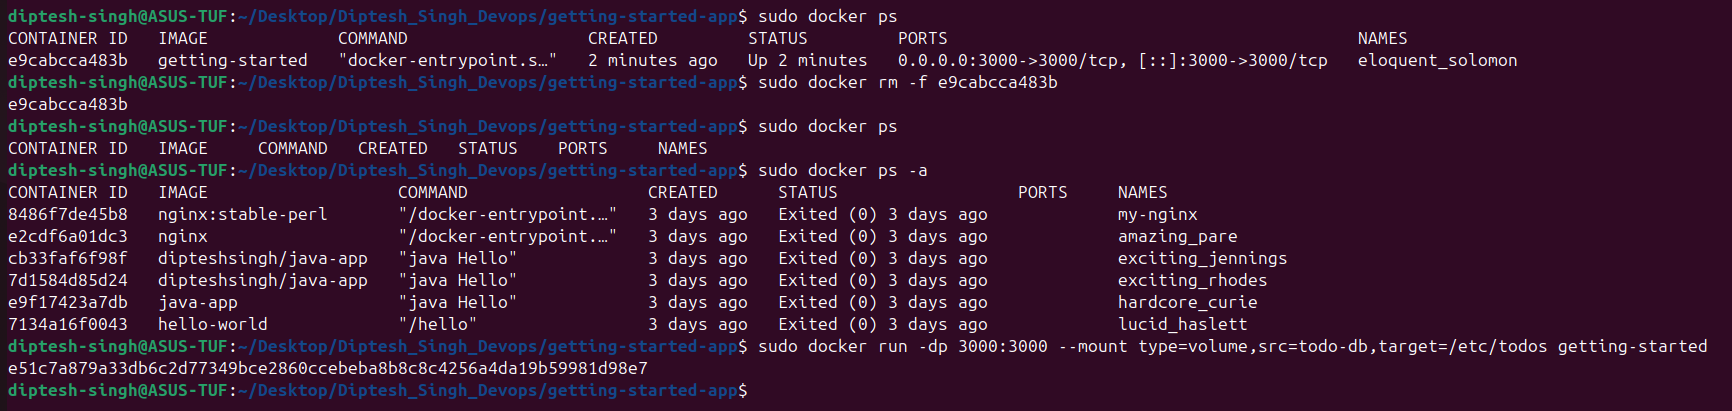 diptesh-singh@ASUS-TUF:~/Desktop/Diptesh_Singh_Devops/getting-started-app$ sudo docker ps
CONTAINER ID   IMAGE             COMMAND                  CREATED         STATUS         PORTS                                         NAMES
e9cabcca483b   getting-started   "docker-entrypoint.s…"   2 minutes ago   Up 2 minutes   0.0.0.0:3000->3000/tcp, [::]:3000->3000/tcp   eloquent_solomon
diptesh-singh@ASUS-TUF:~/Desktop/Diptesh_Singh_Devops/getting-started-app$ sudo docker rm -f e9cabcca483b
e9cabcca483b
diptesh-singh@ASUS-TUF:~/Desktop/Diptesh_Singh_Devops/getting-started-app$ sudo docker ps
CONTAINER ID   IMAGE     COMMAND   CREATED   STATUS    PORTS     NAMES
diptesh-singh@ASUS-TUF:~/Desktop/Diptesh_Singh_Devops/getting-started-app$ sudo docker ps -a
CONTAINER ID   IMAGE                   COMMAND                  CREATED      STATUS                  PORTS     NAMES
8486f7de45b8   nginx:stable-perl       "/docker-entrypoint.…"   3 days ago   Exited (0) 3 days ago             my-nginx
e2cdf6a01dc3   nginx                   "/docker-entrypoint.…"   3 days ago   Exited (0) 3 days ago             amazing_pare
cb33faf6f98f   dipteshsingh/java-app   "java Hello"             3 days ago   Exited (0) 3 days ago             exciting_jennings
7d1584d85d24   dipteshsingh/java-app   "java Hello"             3 days ago   Exited (0) 3 days ago             exciting_rhodes
e9f17423a7db   java-app                "java Hello"             3 days ago   Exited (0) 3 days ago             hardcore_curie
7134a16f0043   hello-world             "/hello"                 3 days ago   Exited (0) 3 days ago             lucid_haslett
diptesh-singh@ASUS-TUF:~/Desktop/Diptesh_Singh_Devops/getting-started-app$ sudo docker run -dp 3000:3000 --mount type=volume,src=todo-db,target=/etc/todos getting-started
e51c7a879a33db6c2d77349bce2860ccebeba8b8c8c4256a4da19b59981d98e7
diptesh-singh@ASUS-TUF:~/Desktop/Diptesh_Singh_Devops/getting-started-app$